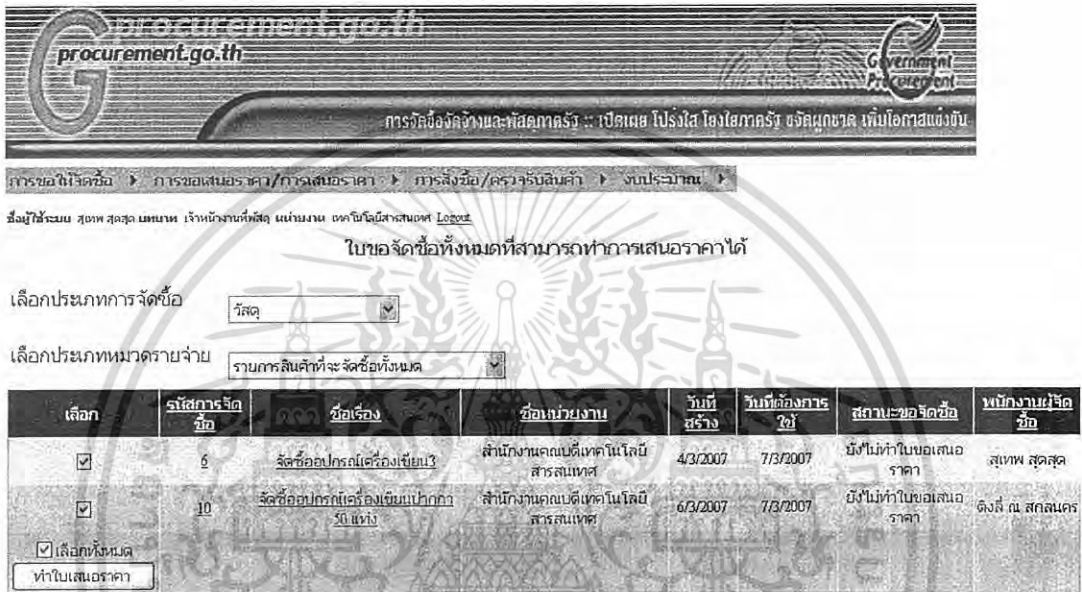 procurement.go.th
procurement.go.th
Government
Procurement
การจัดซื้อจัดจ้างและพัสดุภาครัฐ :: เปิดเผย โปร่งใส โยงใยภาครัฐ ขจัดผูกขาด เพิ่มโอกาสแข่งขัน
การขอให้จัดซื้อ การขอเสนอราคา/การเสนอราคา การสั่งซื้อ/ตรวจรับสินค้า งบประมาณ
ชื่อผู้ใช้ระบบ สุเทพ สุดสุด บทบาท เจ้าหน้างานที่พัสดุ หน่วยงาน เทคโนโลยีสารสนเทศ Logout
ใบขอจัดซื้อทั้งหมดที่สามารถทำการเสนอราคาได้
เลือกประเภทการจัดซื้อ วัสดุ
เลือกประเภทหมวดรายจ่าย รายการสินค้าที่จะจัดซื้อทั้งหมด
เลือก รหัสการจัดซื้อ ชื่อเรื่อง ชื่อหน่วยงาน วันที่สร้าง วันที่ต้องการใช้ สถานะขอจัดซื้อ พนักงานผู้จัดซื้อ
6 จัดซื้ออุปกรณ์เครื่องเขียน3 สำนักงานคณบดีเทคโนโลยีสารสนเทศ 4/3/2007 7/3/2007 ยังไม่ทำใบขอเสนอราคา สุเทพ สุดสุด
10 จัดซื้ออุปกรณ์เครื่องเขียนปากกา 50 แท่ง สำนักงานคณบดีเทคโนโลยีสารสนเทศ 6/3/2007 7/3/2007 ยังไม่ทำใบขอเสนอราคา ติงลี่ ณ สกลนคร
เลือกทั้งหมด
ทำใบเสนอราคา